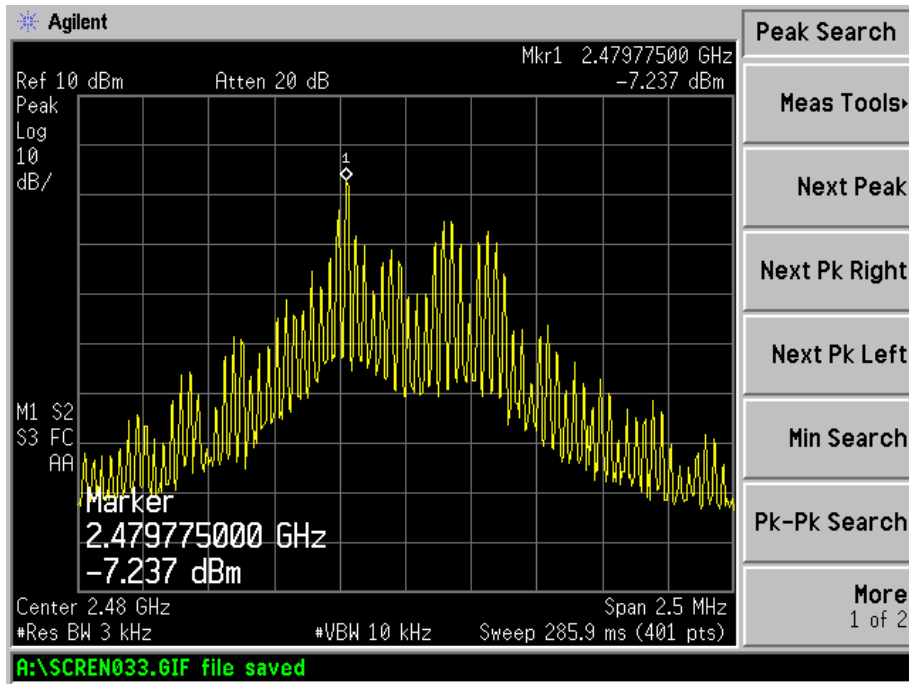 Agilent
Peak Search
Mkr1 2.47977500 GHz
Ref 10 dBm Atten 20 dB -7.237 dBm
Peak
Log
10
dB/
1
M1 S2
S3 FC
AA
Marker
2.479775000 GHz
-7.237 dBm
Center 2.48 GHz Span 2.5 MHz
#Res BW 3 kHz #VBW 10 kHz Sweep 285.9 ms (401 pts)
A:\SCREN033.GIF file saved
Meas Tools▸
Next Peak
Next Pk Right
Next Pk Left
Min Search
Pk-Pk Search
More
1 of 2